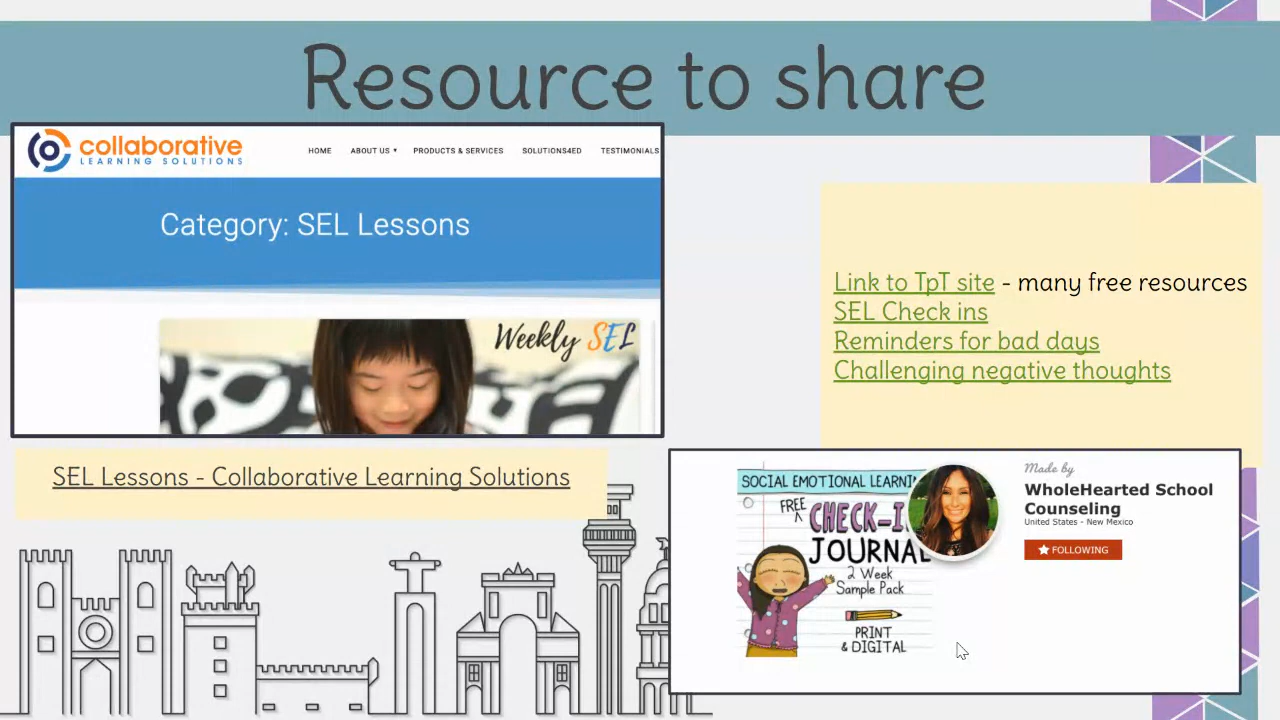 Resource to share
collaborative
LEARNING SOLUTIONS
HOME ABOUT US PRODUCTS & SERVICES SOLUTIONS4ED TESTIMONIALS
Category: SEL Lessons
Weekly SEL
SEL Lessons - Collaborative Learning Solutions
Link to TpT site - many free resources
SEL Check ins
Reminders for bad days
Challenging negative thoughts
SOCIAL EMOTIONAL LEARNIN
FREE
CHECK-I
JOURNAL
2 Week
Sample Pack
PRINT
& DIGITAL
Made by
WholeHearted School
Counseling
United States - New Mexico
FOLLOWING